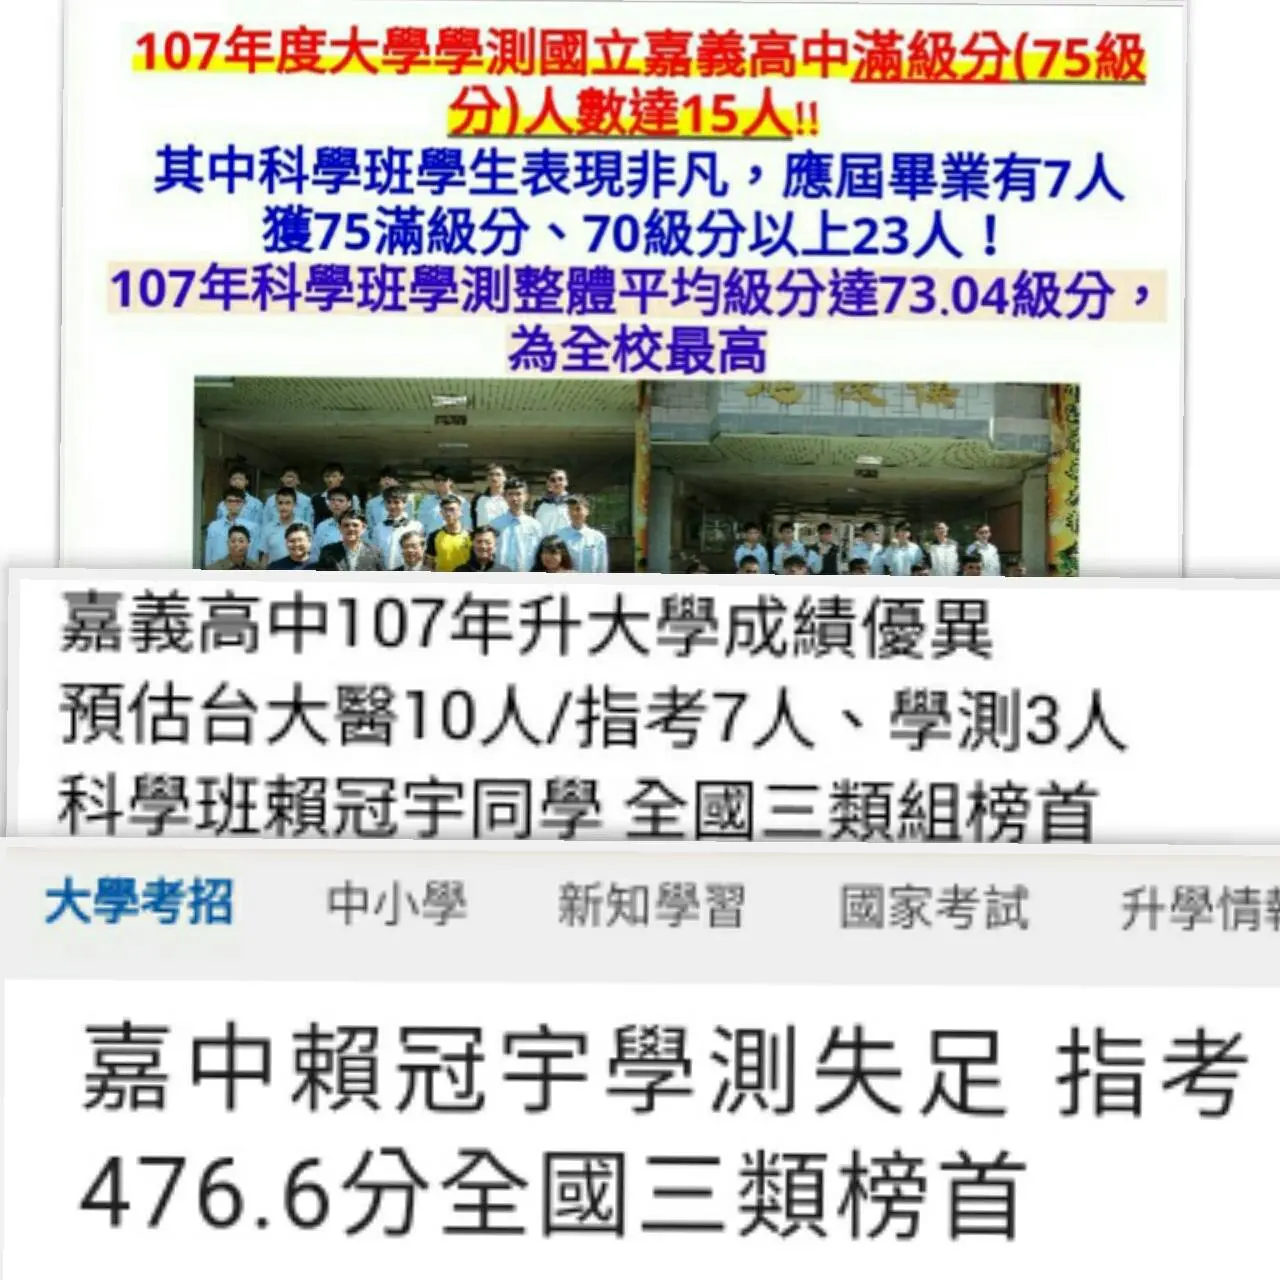 107年度大學學測國立嘉義高中滿級分(75級
分)人數達15人!!
其中科學班學生表現非凡，應屆畢業有7人
獲75滿級分、70級分以上23人！
107年科學班學測整體平均級分達73.04級分，
為全校最高
嘉義高中107年升大學成績優異
預估台大醫10人/指考7人、學測3人
科學班賴冠宇同學 全國三類組榜首
大學考招 中小學 新知學習 國家考試 升學情報
嘉中賴冠宇學測失足 指考
476.6分全國三類榜首